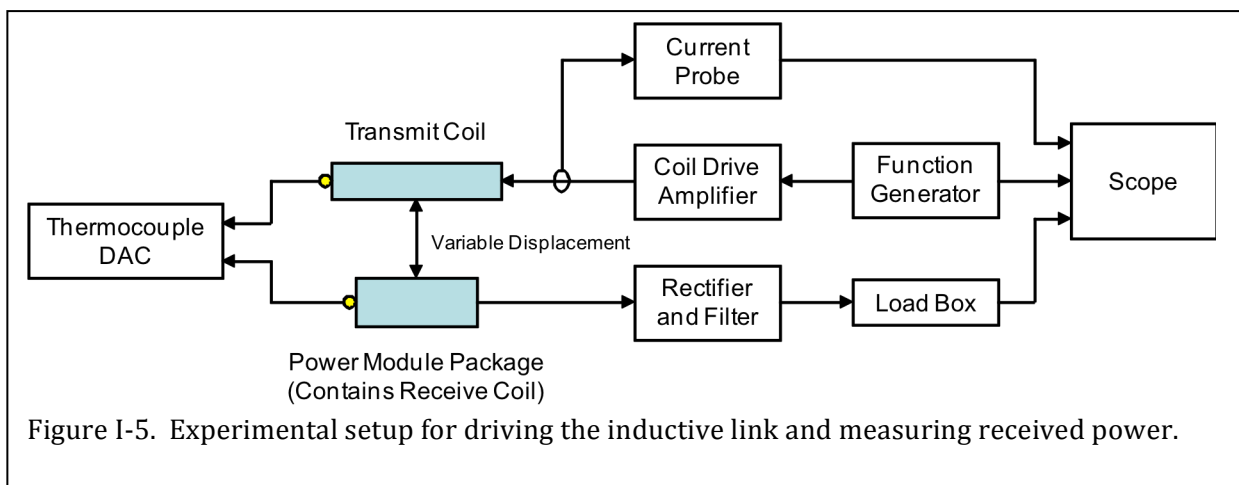 Current
Probe
Transmit Coil
Coil Drive
Amplifier
Function
Generator
Scope
Thermocouple
DAC
Variable Displacement
Rectifier
and Filter
Load Box
Power Module Package
(Contains Receive Coil)
Figure I-5.  Experimental setup for driving the inductive link and measuring received power.